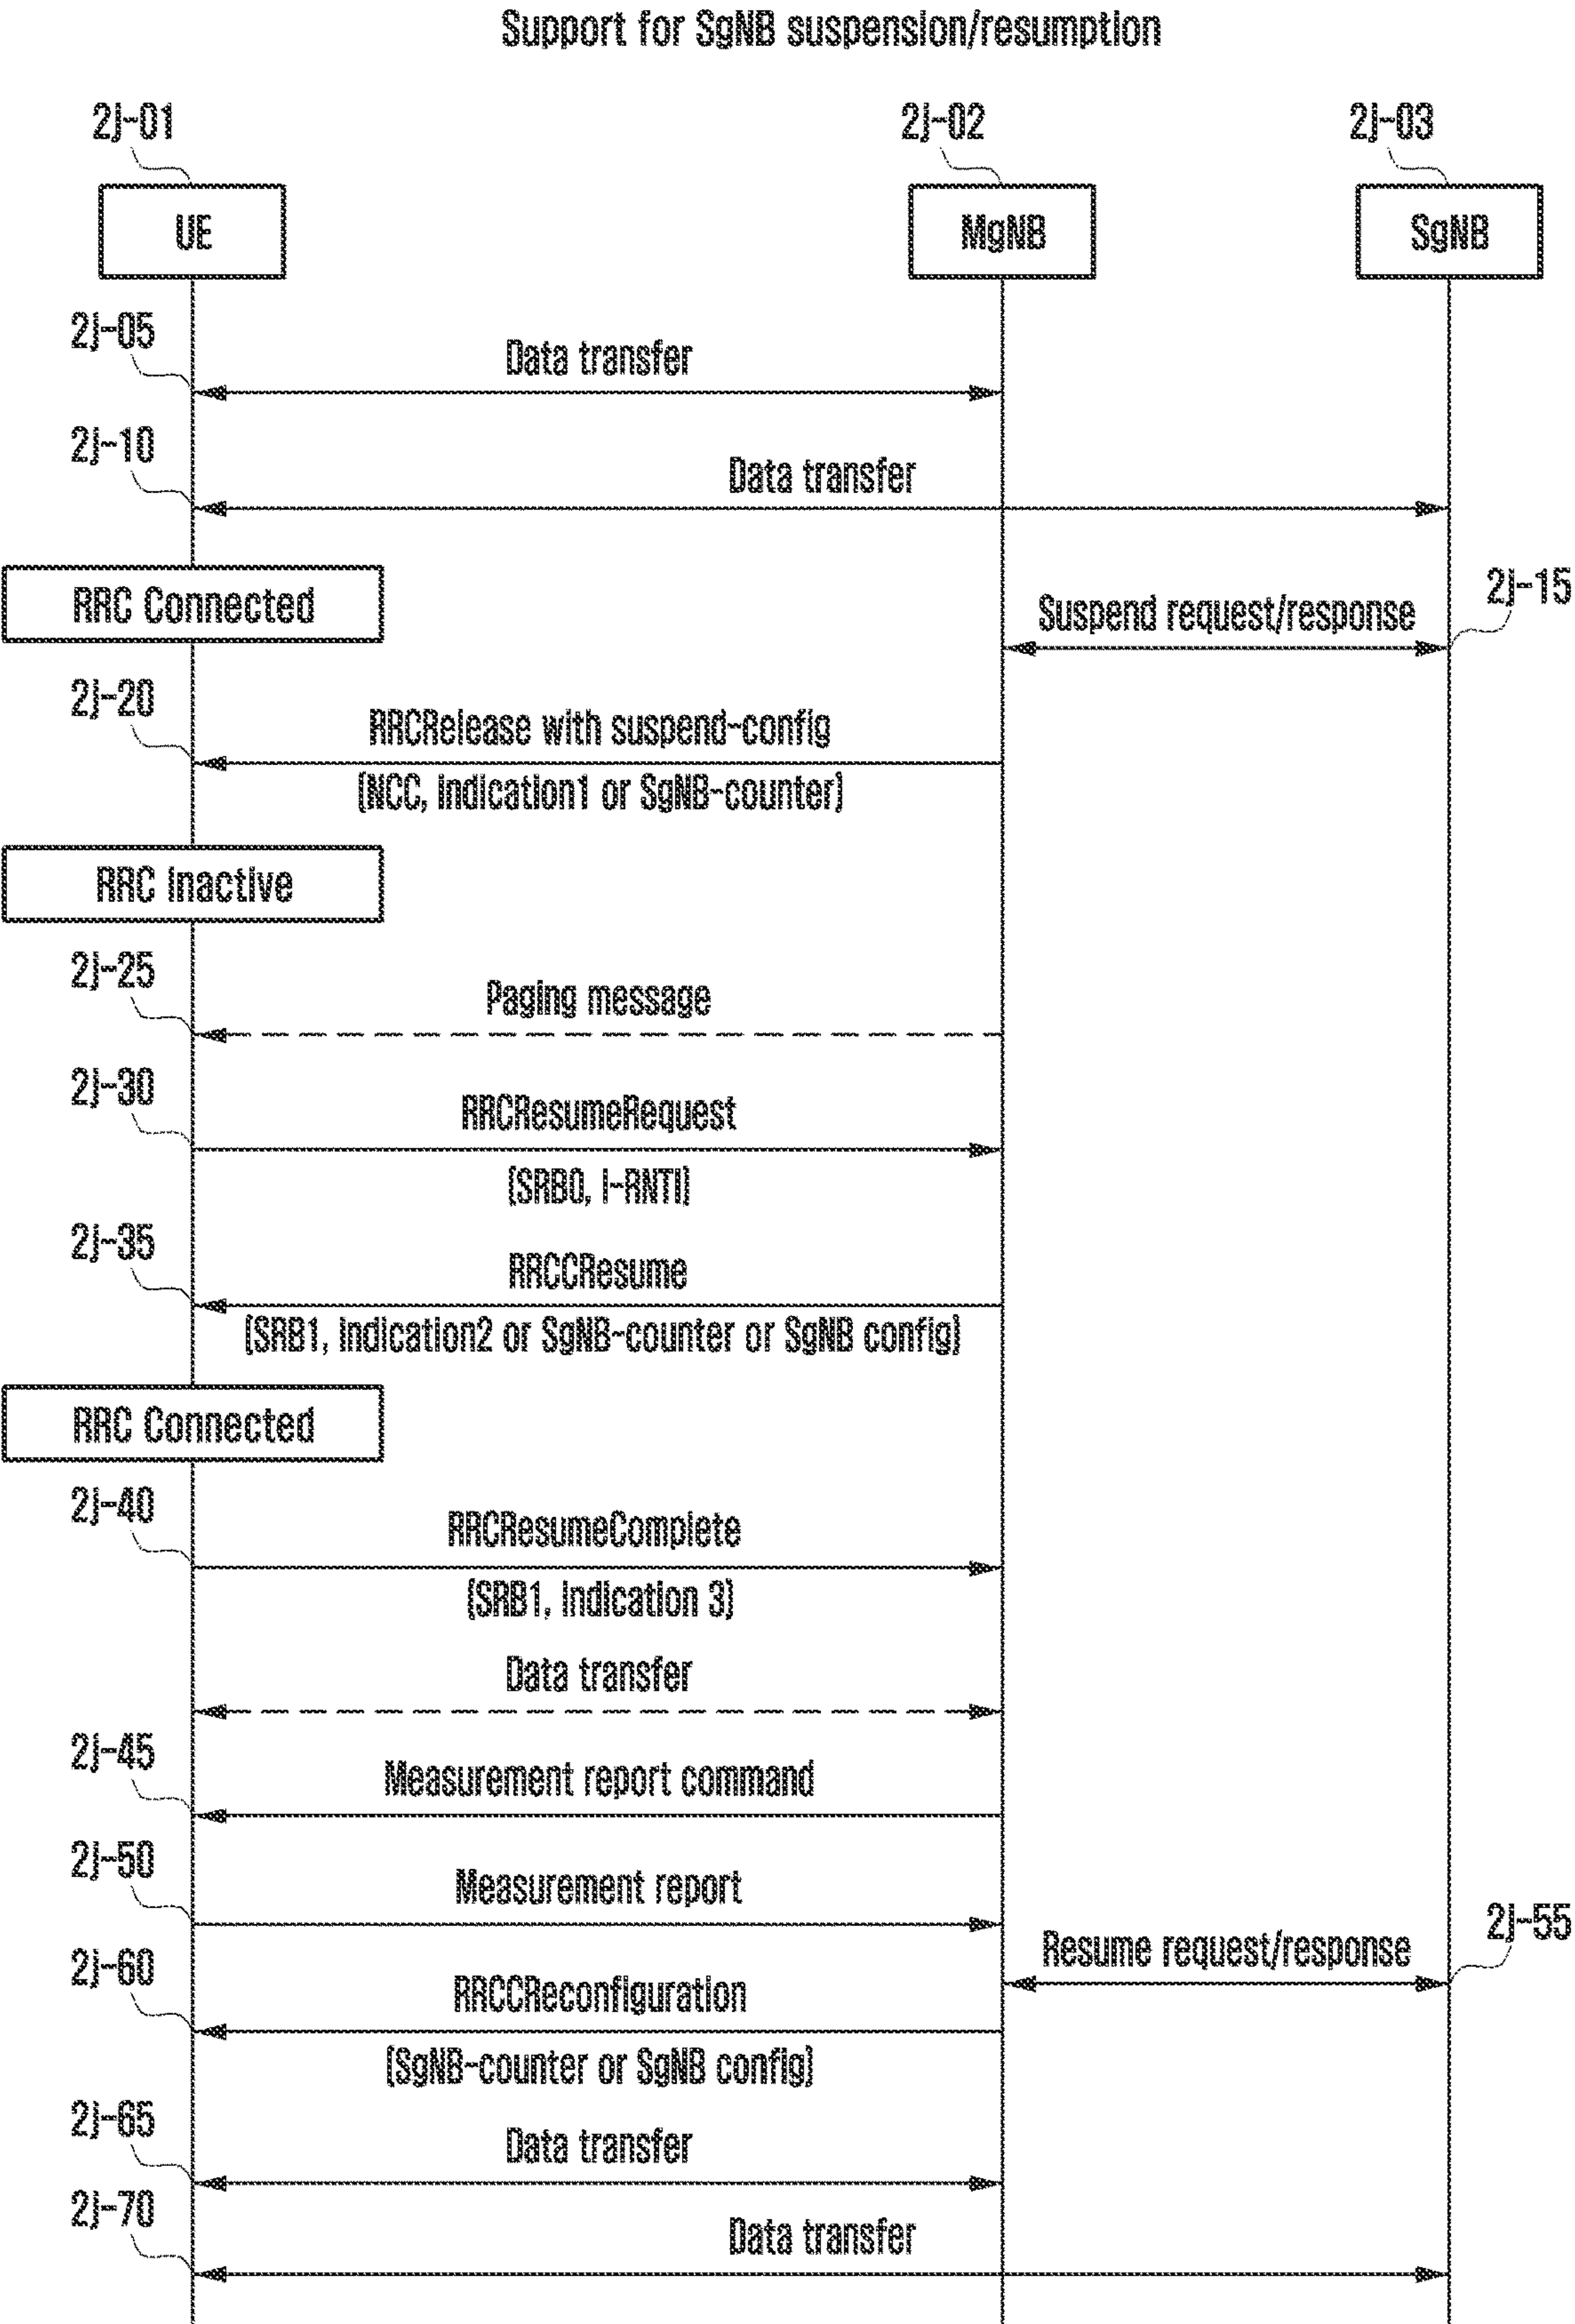 Support for SgNB suspension/resumption
2j-01
2j-02
2j-03
UE
MgNB
SgNB
2j-05
Data transfer
2j-10
Data transfer
RRC Connected
Suspend request/response
2j-15
2j-20
RRCRelease with suspend-config
(NCC, indication1 or SgNB-counter)
RRC Inactive
2j-25
Paging message
2j-30
RRCResumeRequest
(SRB0, I-RNTI)
2j-35
RRCCResume
(SRB1, indication2 or SgNB-counter or SgNB config)
RRC Connected
2j-40
RRCResumeComplete
(SRB1, indication 3)
Data transfer
2j-45
Measurement report command
2j-50
Measurement report
Resume request/response
2j-55
2j-60
RRCCReconfiguration
(SgNB-counter or SgNB config)
2j-65
Data transfer
2j-70
Data transfer